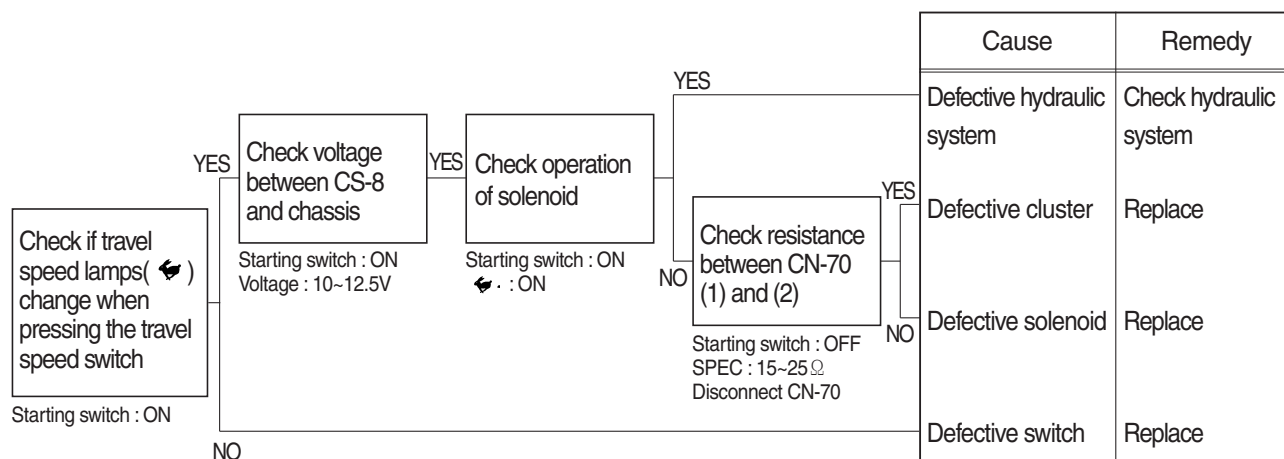 Check if travel
speed lamps( )
change when
pressing the travel
speed switch
Starting switch : ON
YES
NO
Check voltage
between CS-8
and chassis
Starting switch : ON
Voltage : 10~12.5V
YES
Check operation
of solenoid
Starting switch : ON
· : ON
YES
NO
Check resistance
between CN-70
(1) and (2)
Starting switch : OFF
SPEC : 15~25Ω
Disconnect CN-70
YES
NO
Cause
Remedy
Defective hydraulic
system
Check hydraulic
system
Defective cluster
Replace
Defective solenoid
Replace
Defective switch
Replace